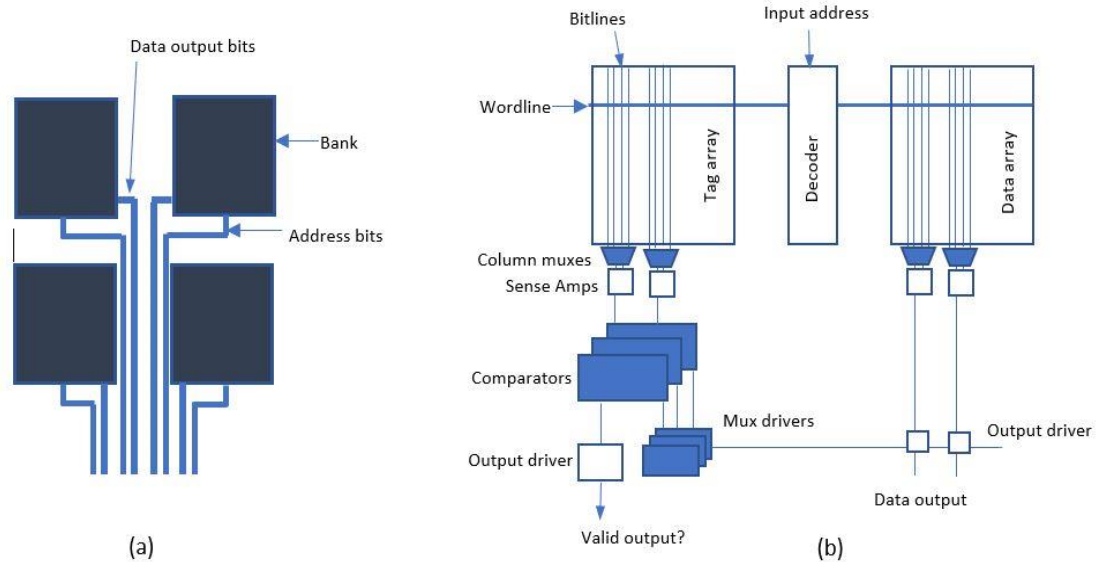 Data output bits
Bank
Address bits
(a)
Input address
Bitlines
Wordline
Tag array
Decoder
Data array
Column muxes
Sense Amps
Comparators
Mux drivers
Output driver
Output driver
Data output
Valid output?
(b)